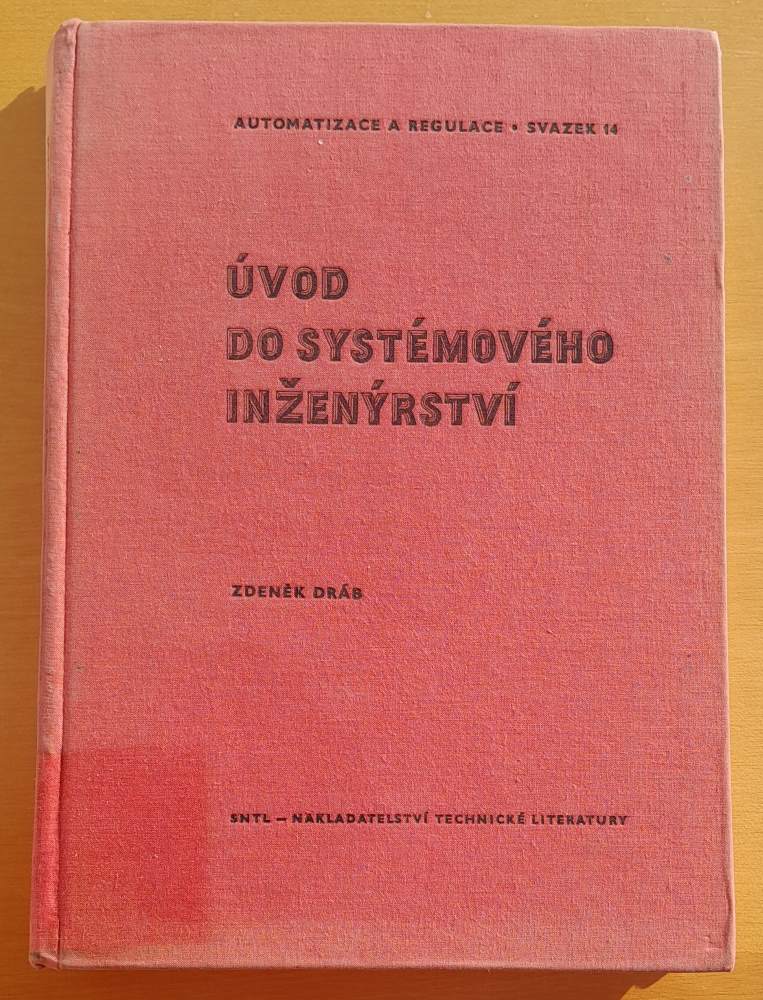 AUTOMATIZACE A REGULACE • SVAZEK 14
ÚVOD
DO SYSTÉMOVÉHO
INŽENÝRSTVÍ
ZDENĚK DRÁB
SNTL — NAKLADATELSTVÍ TECHNICKÉ LITERATURY